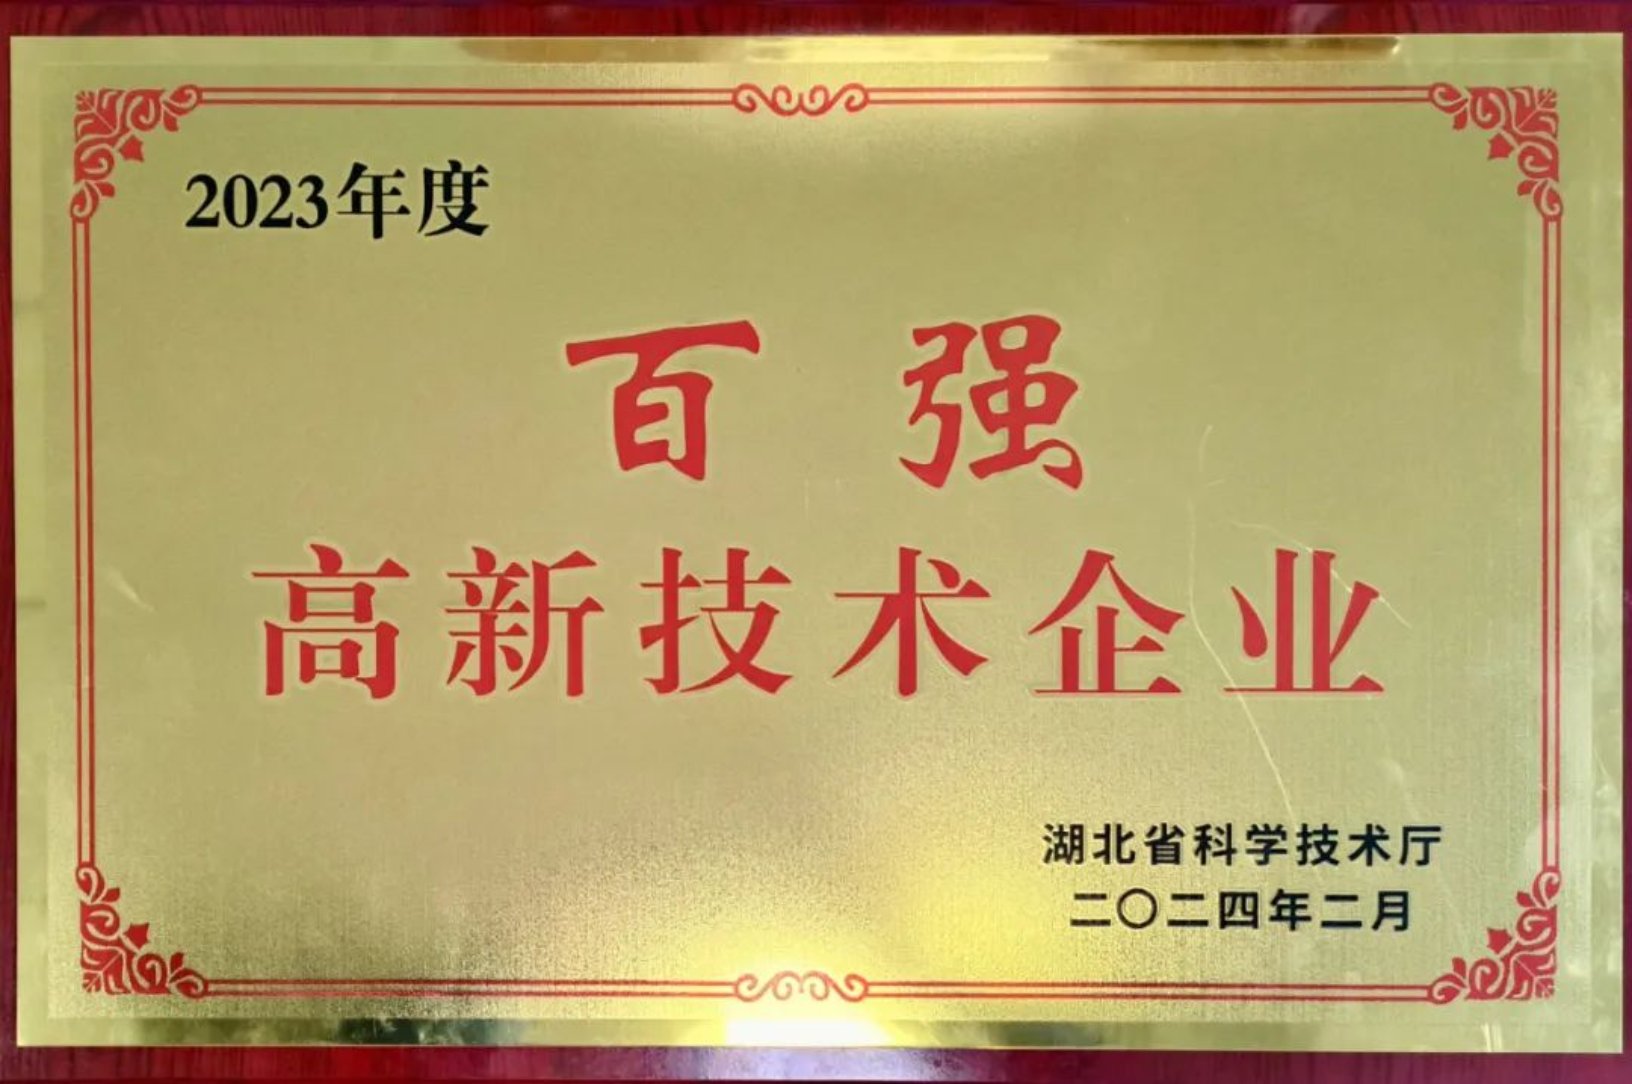 2023年度
百强
高新技术企业
湖北省科学技术厅
二〇二四年二月